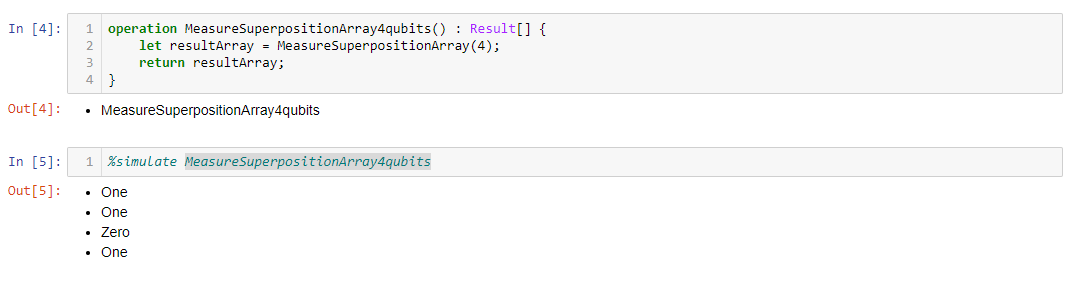 In [4]: 1 operation MeasureSuperpositionArray4qubits() : Result[] {
2     let resultArray = MeasureSuperpositionArray(4);
3     return resultArray;
4 }
Out[4]: • MeasureSuperpositionArray4qubits
In [5]: 1 %simulate MeasureSuperpositionArray4qubits
Out[5]: • One
• One
• Zero
• One